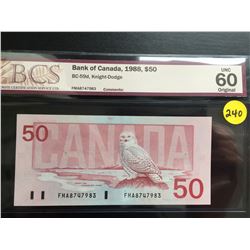 BCS
Bank of Canada, 1988, $50
BC-59d, Knight-Dodge
FMA8747983 Comments:
UNC
60
Original
240
50
CANADA
50
FMA8747983 FMA8747983